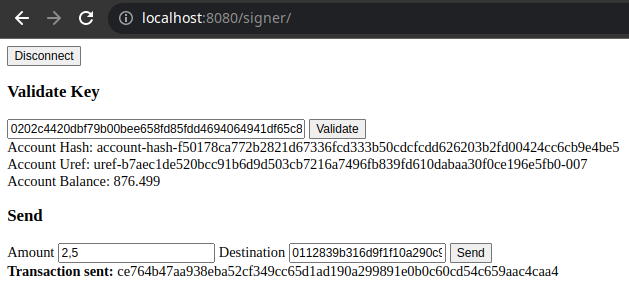 localhost:8080/signer/
Disconnect
Validate Key
0202c4420dbf79b00bee658fd85fdd4694064941df65c8 Validate
Account Hash: account-hash-f50178ca772b2821d67336fcd333b50cdcfcdd626203b2fd00424cc6cb9e4be5
Account Uref: uref-b7aec1de520bcc91b6d9d503cb7216a7496fb839fd610dabaa30f0ce196e5fb0-007
Account Balance: 876.499
Send
Amount 2,5 Destination 0112839b316d9f1f10a290c9 Send
Transaction sent: ce764b47aa938eba52cf349cc65d1ad190a299891e0b0c60cd54c659aac4caa4